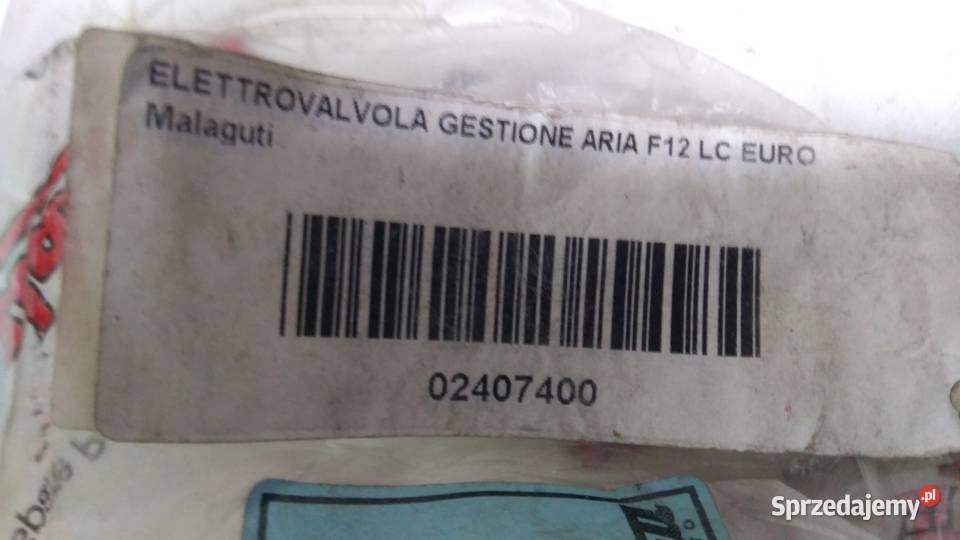 ELETTROVALVOLA GESTIONE ARIA F12 LC EURO
Malaguti
02407400
Sprzedajemy.pl